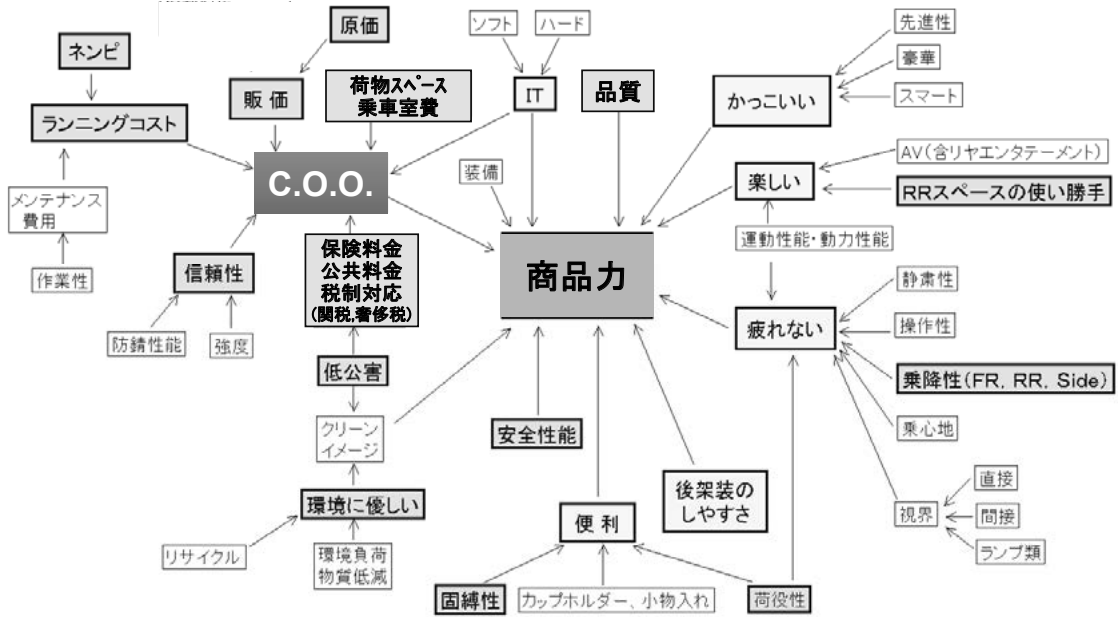 ソフト
ハード
先進性
原価
ネンピ
豪華
荷物スペース
乗車室費
IT
品質
かっこいい
スマート
販 価
ランニングコスト
AV(含リヤエンタテーメント)
装備
楽しい
RRスペースの使い勝手
C.O.O.
メンテナンス
費用
運動性能・動力性能
保険料金
公共料金
税制対応
(関税,奢侈税)
商品力
信頼性
作業性
静粛性
疲れない
操作性
防錆性能
強度
低公害
乗降性(FR, RR, Side)
クリーン
イメージ
安全性能
乗心地
後架装の
しやすさ
直接
環境に優しい
便 利
視界
間接
リサイクル
環境負荷
物質低減
ランプ類
固縛性
カップホルダー、小物入れ
荷役性